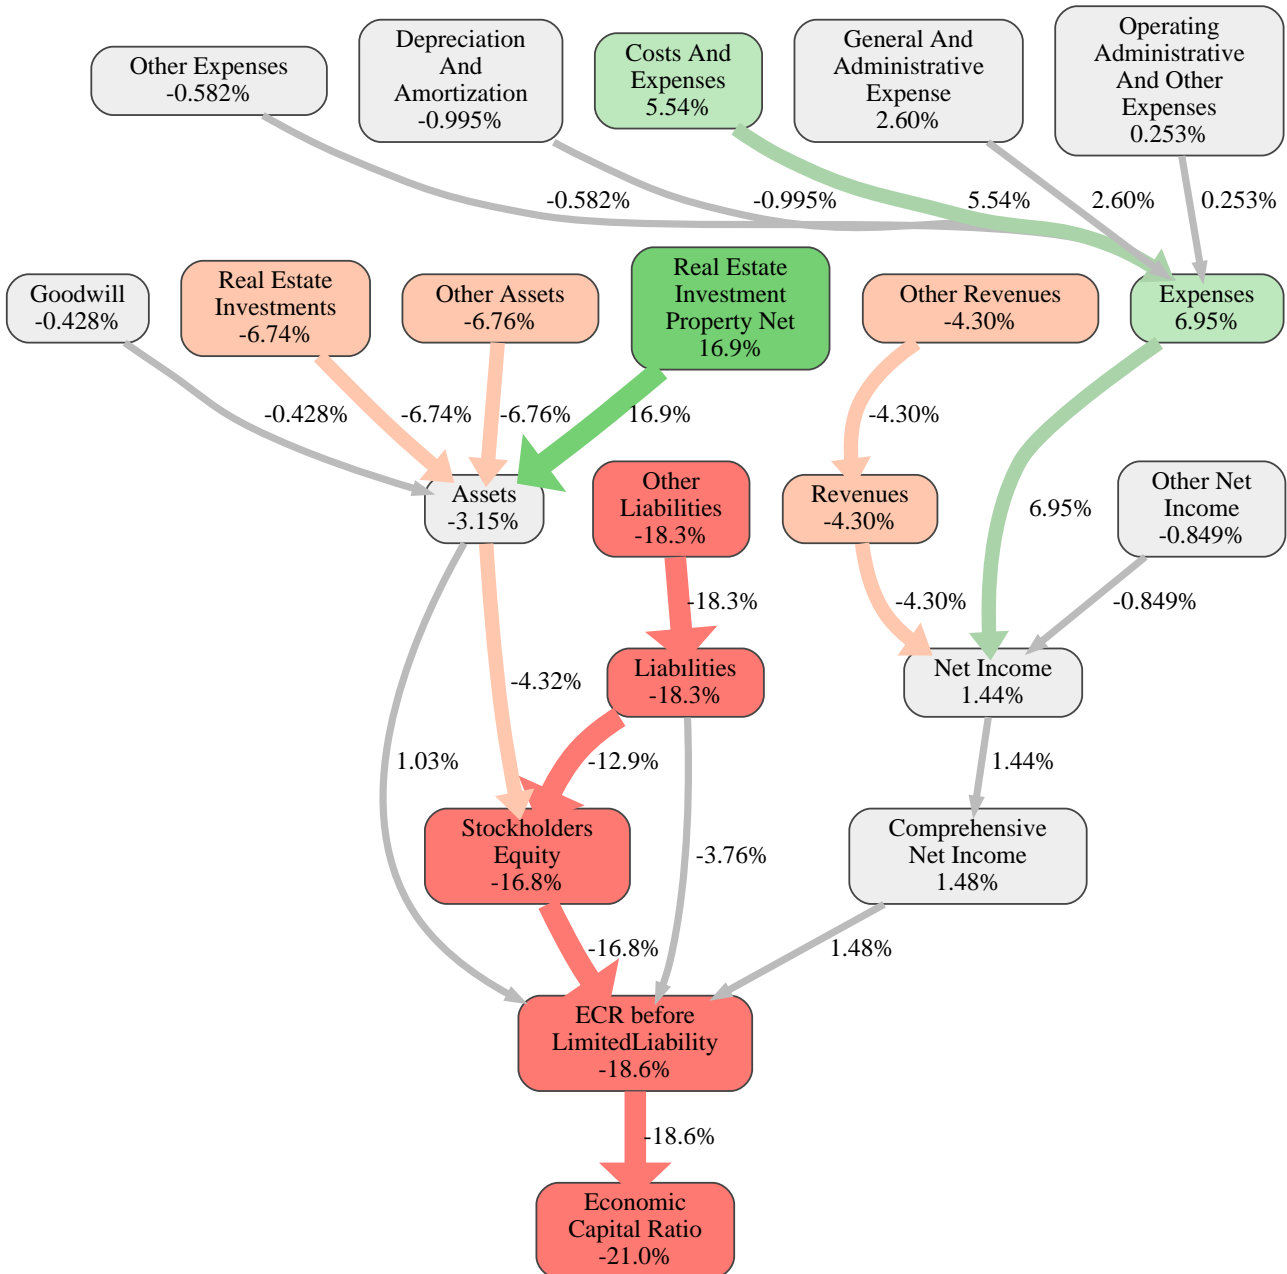 Other Expenses
-0.582%
Depreciation
And
Amortization
-0.995%
Costs And
Expenses
5.54%
General And
Administrative
Expense
2.60%
Operating
Administrative
And Other
Expenses
0.253%
-0.582%
-0.995%
5.54%
2.60%
0.253%
Goodwill
-0.428%
Real Estate
Investments
-6.74%
Other Assets
-6.76%
Real Estate
Investment
Property Net
16.9%
Other Revenues
-4.30%
Expenses
6.95%
-0.428%
-6.74%
-6.76%
16.9%
-4.30%
Assets
-3.15%
Other
Liabilities
-18.3%
Revenues
-4.30%
6.95%
Other Net
Income
-0.849%
-18.3%
-4.30%
-0.849%
-4.32%
Liabilities
-18.3%
Net Income
1.44%
1.03%
-12.9%
1.44%
Stockholders
Equity
-16.8%
-3.76%
Comprehensive
Net Income
1.48%
-16.8%
1.48%
ECR before
LimitedLiability
-18.6%
-18.6%
Economic
Capital Ratio
-21.0%